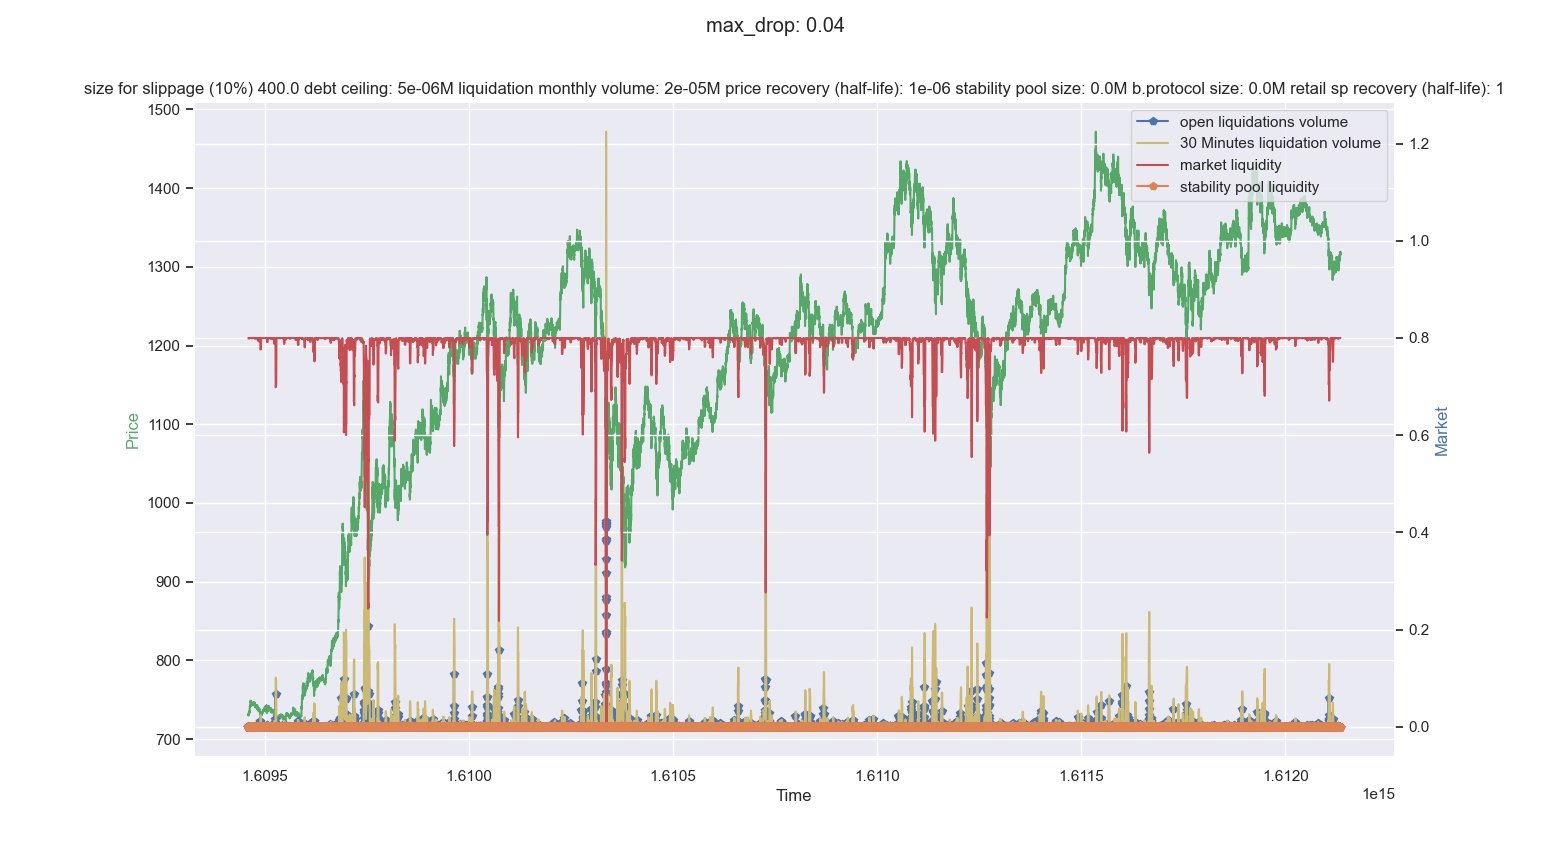 max_drop: 0.04
size for slippage (10%) 400.0 debt ceiling: 5e-06M liquidation monthly volume: 2e-05M price recovery (half-life): 1e-06 stability pool size: 0.0M b.protocol size: 0.0M retail sp recovery (half-life): 1
open liquidations volume
30 Minutes liquidation volume
market liquidity
stability pool liquidity
1500
1400
1300
1200
1100
1000
900
800
700
Price
1.2
1.0
0.8
0.6
0.4
0.2
0.0
Market
1.6095 1.6100 1.6105 1.6110 1.6115 1.6120
Time
1e15